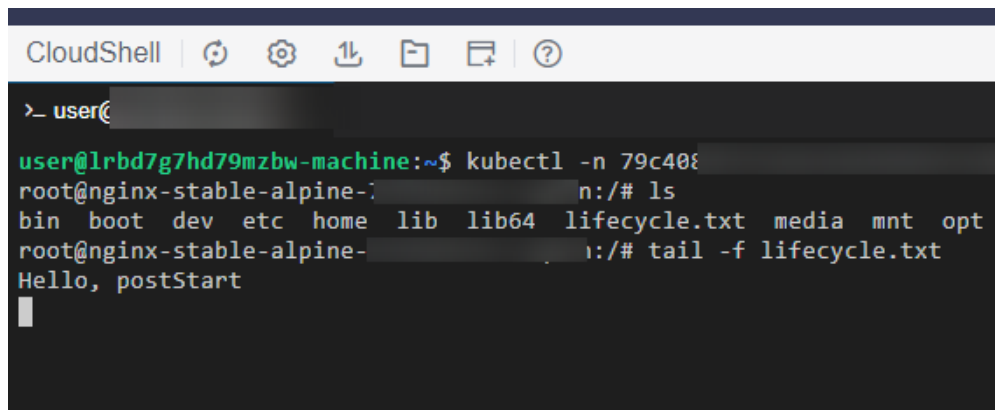 CloudShell
>_ user@
user@lrbd7g7hd79mzbw-machine:~$ kubectl -n 79c408
root@nginx-stable-alpine- n:/# ls
bin boot dev etc home lib lib64 lifecycle.txt media mnt opt
root@nginx-stable-alpine- :/# tail -f lifecycle.txt
Hello, postStart